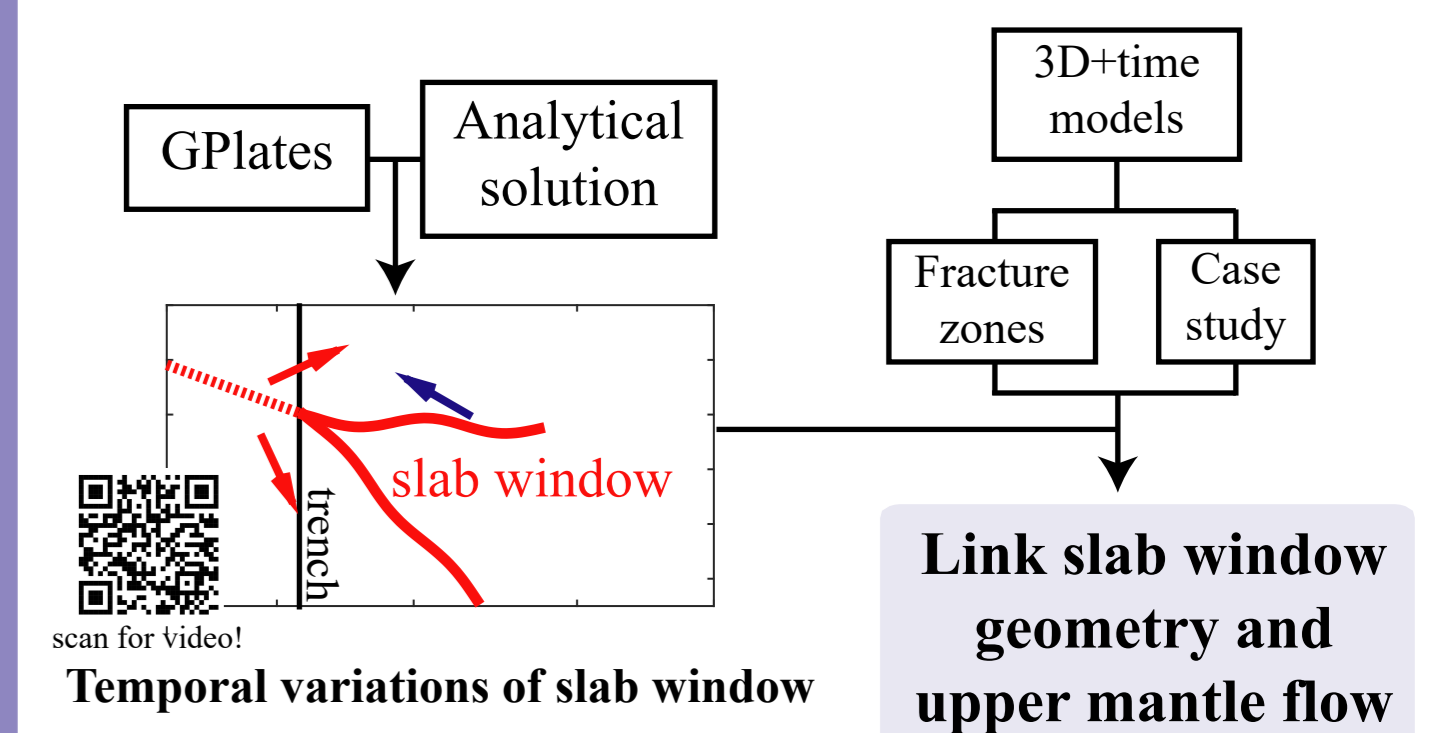 GPlates
Analytical
solution
slab window
trench
scan for video!
Temporal variations of slab window
3D+time
models
Fracture
zones
Case
study
Link slab window
geometry and
upper mantle flow